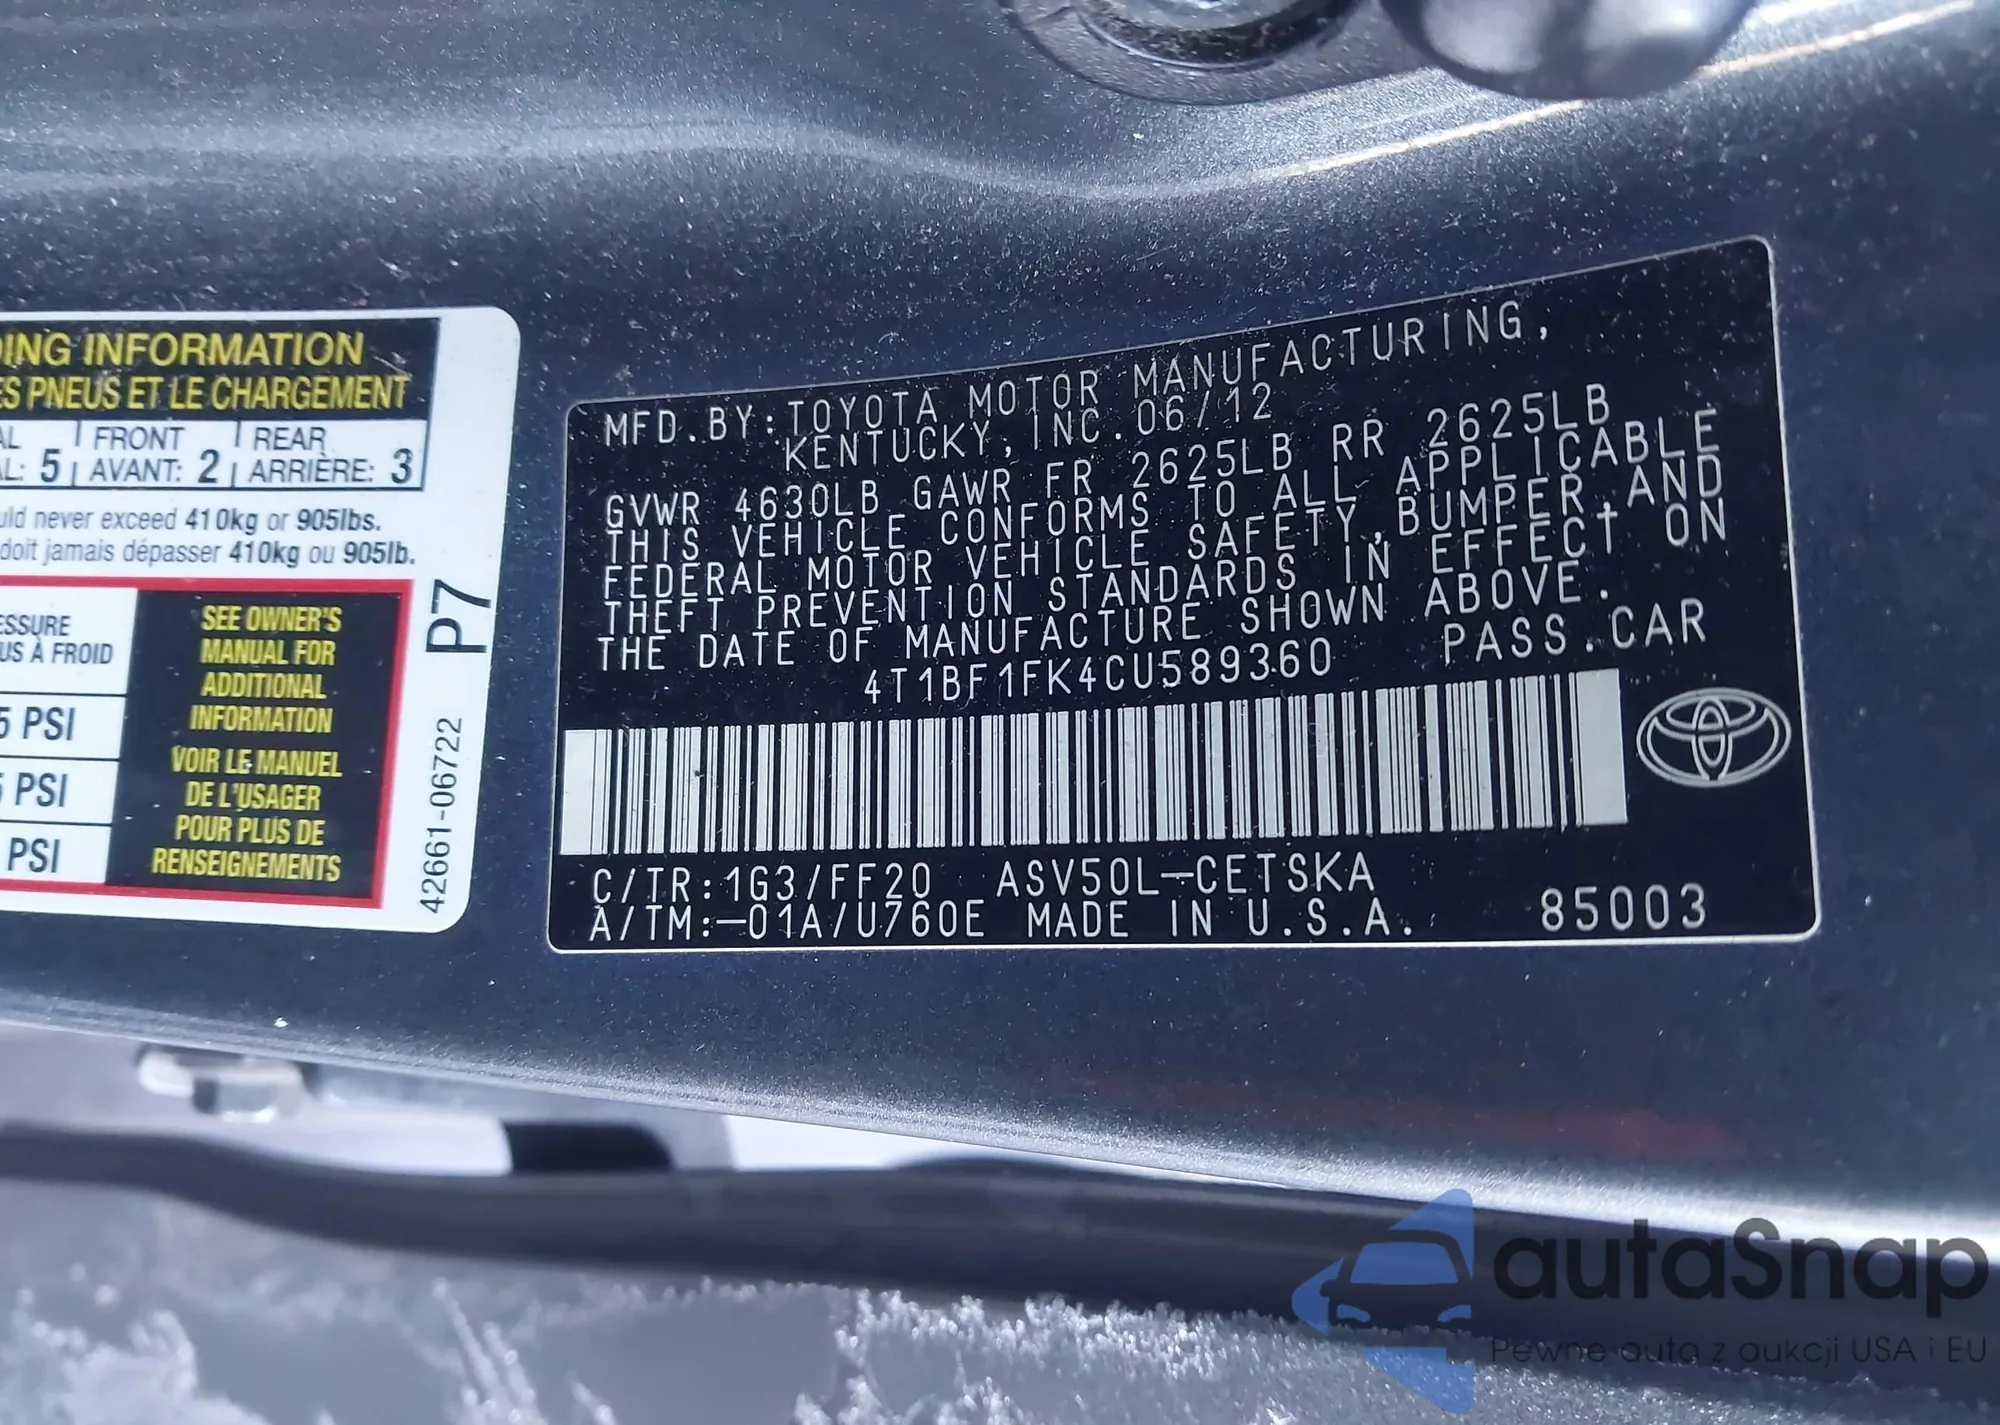 ING INFORMATION
ES PNEUS ET LE CHARGEMENT
FRONT
REAR
5
AVANT: 2
ARRIÈRE: 3
never exceed 410kg or 905lbs.
doit jamais dépasser 410kg ou 905lb.
SEE OWNER'S
MANUAL FOR
ADDITIONAL
INFORMATION
VOIR LE MANUEL
DE L'USAGER
POUR PLUS DE
RENSEIGNEMENTS
À FROID
PSI
PSI
PSI
P7
42661-06722
MFD.BY:TOYOTA MOTOR MANUFACTURING,
KENTUCKY, INC. 06/12
GVWR 4630LB GAWR FR 2625LB RR 2625LB
THIS VEHICLE CONFORMS TO ALL APPLICABLE
FEDERAL MOTOR VEHICLE SAFETY, BUMPER, AND
THEFT PREVENTION STANDARDS IN EFFECT ON
THE DATE OF MANUFACTURE SHOWN ABOVE.
4T1BF1FK4CU589360 PASS.CAR
C/TR:1G3/FF20 ASV50L-CETSKA
A/TM:-01A/U760E MADE IN U.S.A. 85003
autaSnap
Pewne auta z aukcji USA i EU